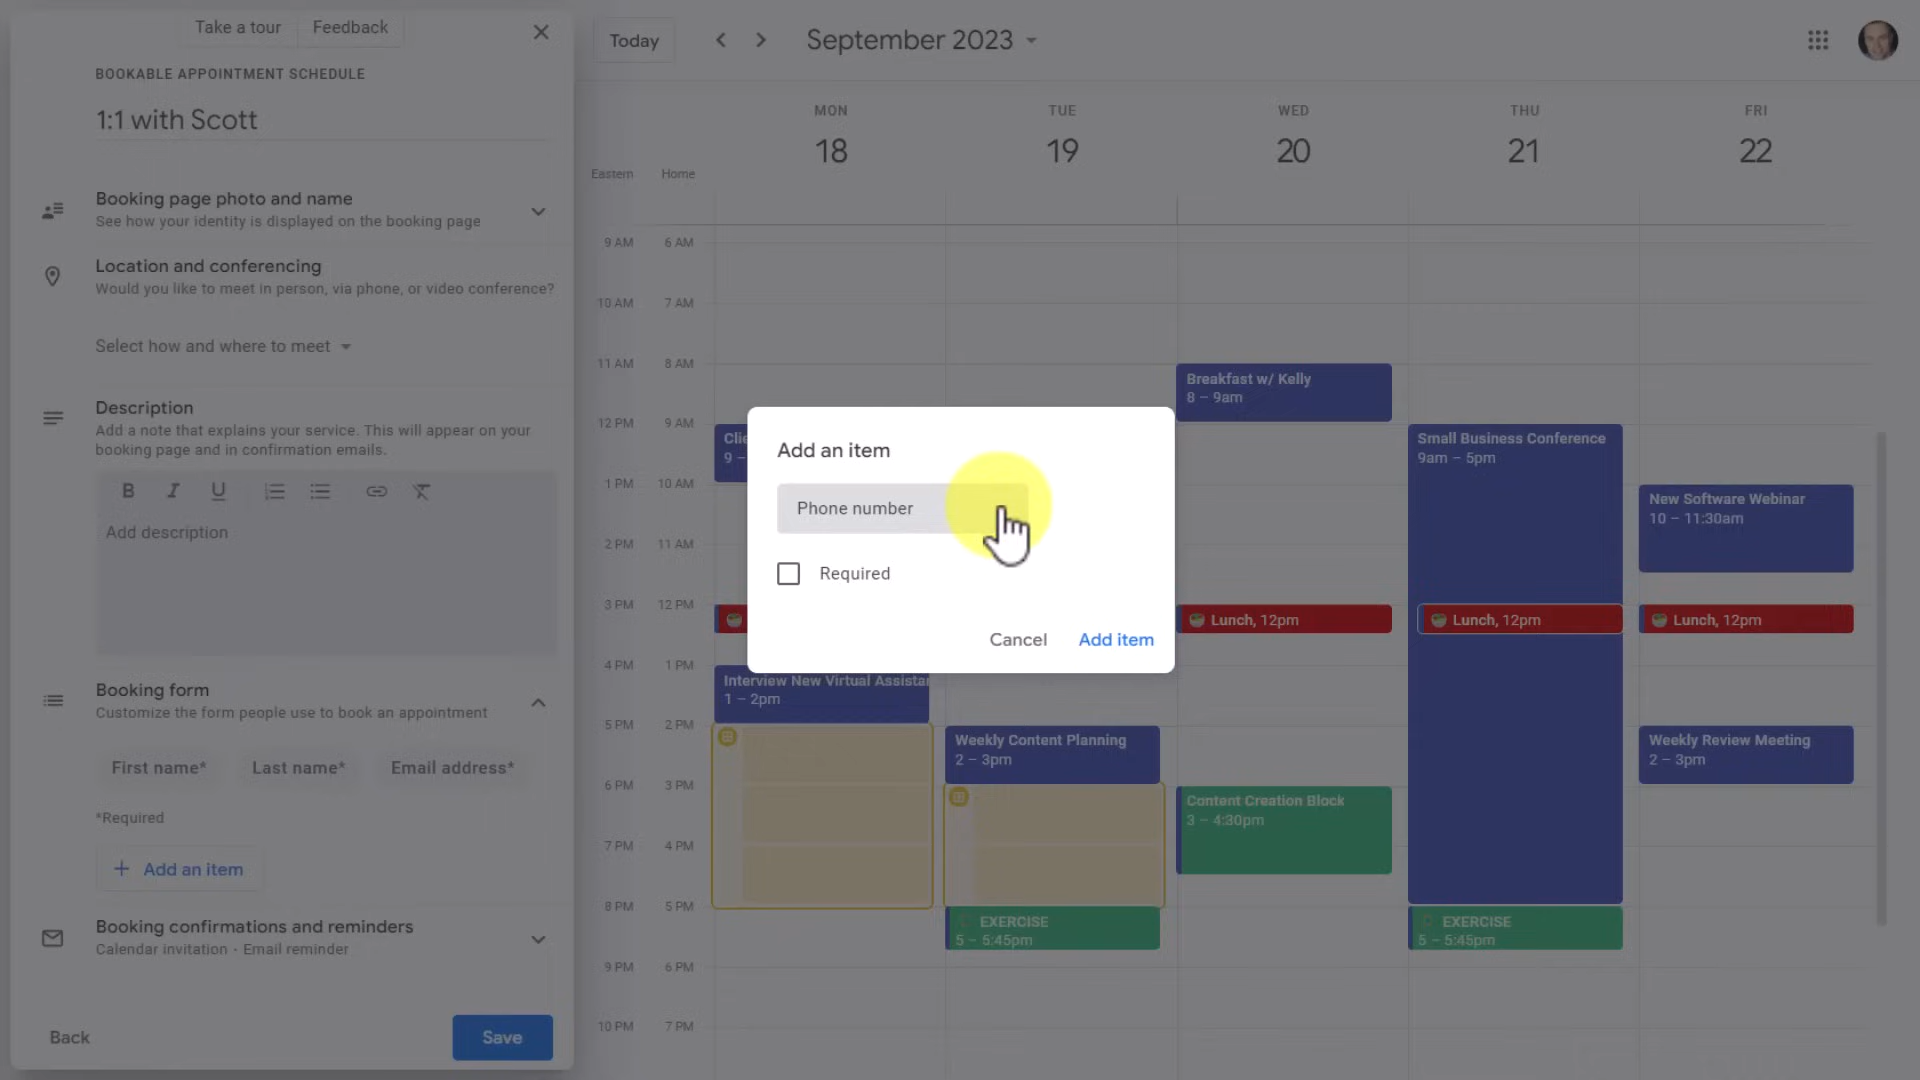 Take a tour
Feedback
BOOKABLE APPOINTMENT SCHEDULE
1:1 with Scott
Booking page photo and name
See how your identity is displayed on the booking page
Location and conferencing
Would you like to meet in person, via phone, or video conference?
Select how and where to meet
Description
Add a note that explains your service. This will appear on your
booking page and in confirmation emails.
B I U
Add description
Booking form
Customize the form people use to book an appointment
First name* Last name* Email address*
*Required
+ Add an item
Booking confirmations and reminders
Calendar invitation · Email reminder
Back
Save
Today
September 2023
MON TUE WED THU FRI
18 19 20 21 22
Eastern Home
9 AM 6 AM
10 AM 7 AM
11 AM 8 AM
12 PM 9 AM
1 PM 10 AM
2 PM 11 AM
3 PM 12 PM
4 PM 1 PM
5 PM 2 PM
6 PM 3 PM
7 PM 4 PM
8 PM 5 PM
9 PM 6 PM
10 PM 7 PM
Clie
9 –
Interview New Virtual Assistan
1 – 2pm
Weekly Content Planning
2 – 3pm
EXERCISE
5 – 5:45pm
Breakfast w/ Kelly
8 – 9am
Lunch, 12pm
Content Creation Block
3 – 4:30pm
Small Business Conference
9am – 5pm
Lunch, 12pm
EXERCISE
5 – 5:45pm
New Software Webinar
10 – 11:30am
Lunch, 12pm
Weekly Review Meeting
2 – 3pm
Add an item
Phone number
Required
Cancel
Add item